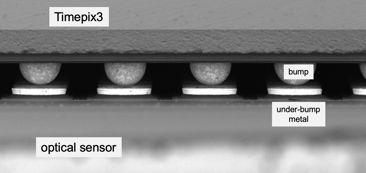 Timepix3
bump
under-bump
metal
optical sensor